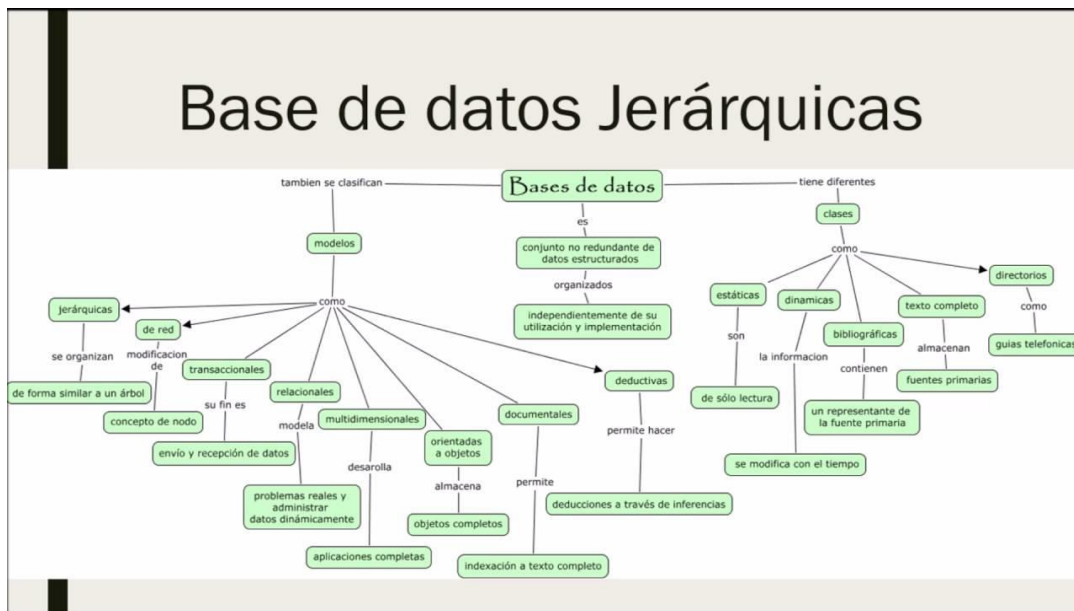 Base de datos Jerárquicas
Bases de datos
tambien se clasifican
modelos
como
jerárquicas
se organizan
de forma similar a un árbol
de red
modificacion
de
concepto de nodo
transaccionales
su fin es
envío y recepción de datos
relacionales
modela
problemas reales y
administrar
datos dinámicamente
multidimensionales
desarolla
aplicaciones completas
orientadas
a objetos
almacena
objetos completos
documentales
permite
indexación a texto completo
deductivas
permite hacer
deducciones a través de inferencias
es
conjunto no redundante de
datos estructurados
organizados
independientemente de su
utilización y implementación
tiene diferentes
clases
como
estáticas
son
de sólo lectura
dinamicas
la informacion
se modifica con el tiempo
bibliográficas
contienen
un representante de
la fuente primaria
texto completo
almacenan
fuentes primarias
directorios
como
guias telefonicas